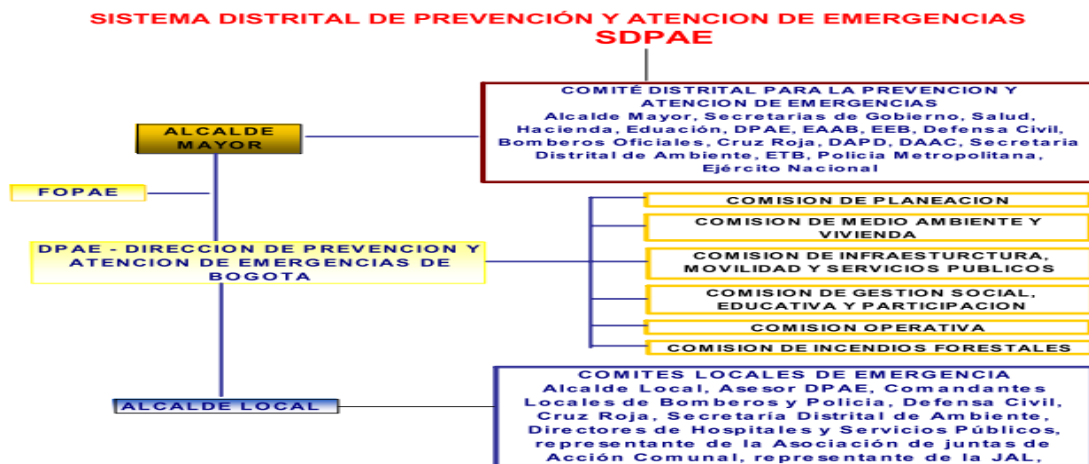 SISTEMA DISTRITAL DE PREVENCIÓN Y ATENCION DE EMERGENCIAS
SDPAE
COMITÉ DISTRITAL PARA LA PREVENCION Y
ATENCION DE EMERGENCIAS
Alcalde Mayor, Secretarias de Gobierno, Salud,
Hacienda, Eduación, DPAE, EAAB, EEB, Defensa Civil,
Bomberos Oficiales, Cruz Roja, DAPD, DAAC, Secretaria
Distrital de Ambiente, ETB, Policia Metropolitana,
Ejército Nacional
ALCALDE
MAYOR
FOPAE
DPAE - DIRECCION DE PREVENCION Y
ATENCION DE EMERGENCIAS DE
BOGOTA
COMISION DE PLANEACION
COMISION DE MEDIO AMBIENTE Y
VIVIENDA
COMISION DE INFRAESTURCTURA,
MOVILIDAD Y SERVICIOS PUBLICOS
COMISION DE GESTION SOCIAL,
EDUCATIVA Y PARTICIPACION
COMISION OPERATIVA
COMISION DE INCENDIOS FORESTALES
ALCALDE LOCAL
COMITES LOCALES DE EMERGENCIA
Alcalde Local, Asesor DPAE, Comandantes
Locales de Bomberos y Policia, Defensa Civil,
Cruz Roja, Secretaría Distrital de Ambiente,
Directores de Hospitales y Servicios Públicos,
representante de la Asociación de juntas de
Acción Comunal, representante de la JAL,